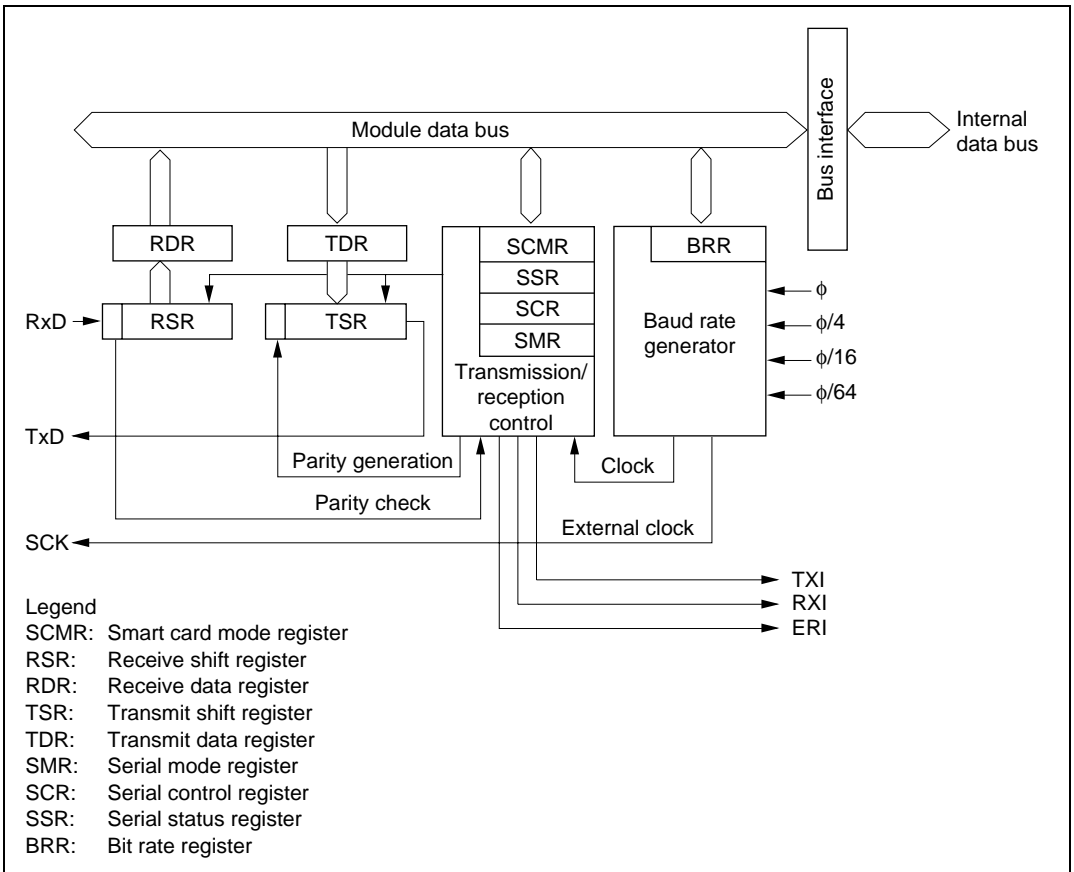 Module data bus
Bus interface
Internal
data bus
RDR
TDR
SCMR
BRR
SSR
RxD
RSR
TSR
SCR
SMR
Baud rate
generator
ϕ
ϕ/4
ϕ/16
ϕ/64
Transmission/
reception
control
TxD
Parity generation
Clock
Parity check
External clock
SCK
TXI
RXI
ERI
Legend
SCMR: Smart card mode register
RSR: Receive shift register
RDR: Receive data register
TSR: Transmit shift register
TDR: Transmit data register
SMR: Serial mode register
SCR: Serial control register
SSR: Serial status register
BRR: Bit rate register